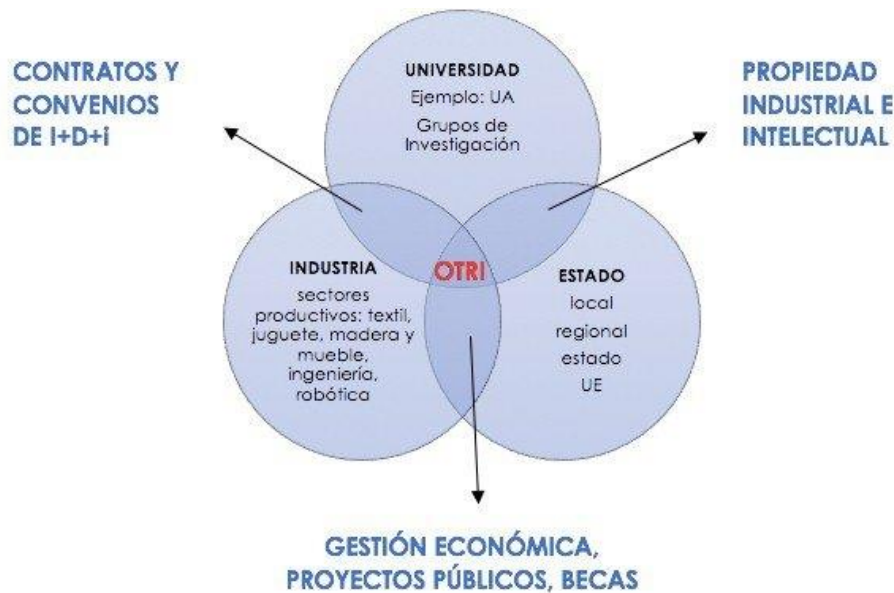 CONTRATOS Y
CONVENIOS
DE I+D+i
UNIVERSIDAD
Ejemplo: UA
Grupos de
Investigación
PROPIEDAD
INDUSTRIAL E
INTELECTUAL
INDUSTRIA
sectores
productivos: textil,
juguete, madera y
mueble,
ingeniería,
robótica
OTRI
ESTADO
local
regional
estado
UE
GESTIÓN ECONÓMICA,
PROYECTOS PÚBLICOS, BECAS